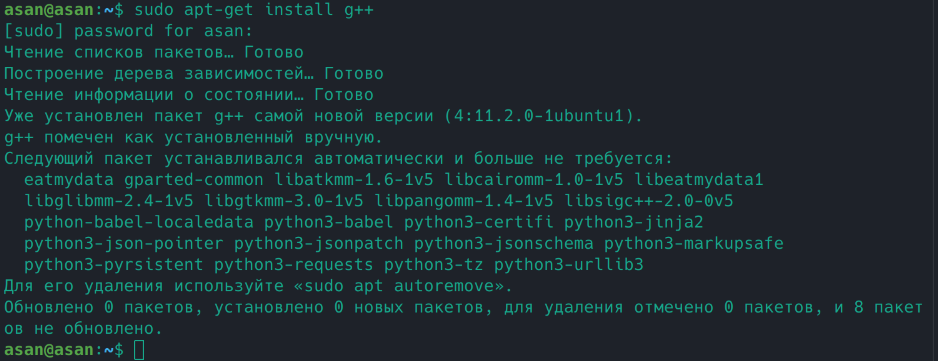 asan@asan:~$ sudo apt-get install g++
[sudo] password for asan:
Чтение списков пакетов… Готово
Построение дерева зависимостей… Готово
Чтение информации о состоянии… Готово
Уже установлен пакет g++ самой новой версии (4:11.2.0-1ubuntu1).
g++ помечен как установленный вручную.
Следующий пакет устанавливался автоматически и больше не требуется:
  eatmydata gparted-common libatkmm-1.6-1v5 libcairomm-1.0-1v5 libeatmydata1
  libglibmm-2.4-1v5 libgtkmm-3.0-1v5 libpangomm-1.4-1v5 libsigc++-2.0-0v5
  python-babel-localedata python3-babel python3-certifi python3-jinja2
  python3-json-pointer python3-jsonpatch python3-jsonschema python3-markupsafe
  python3-pyrsistent python3-requests python3-tz python3-urllib3
Для его удаления используйте «sudo apt autoremove».
Обновлено 0 пакетов, установлено 0 новых пакетов, для удаления отмечено 0 пакетов, и 8 пакет
ов не обновлено.
asan@asan:~$